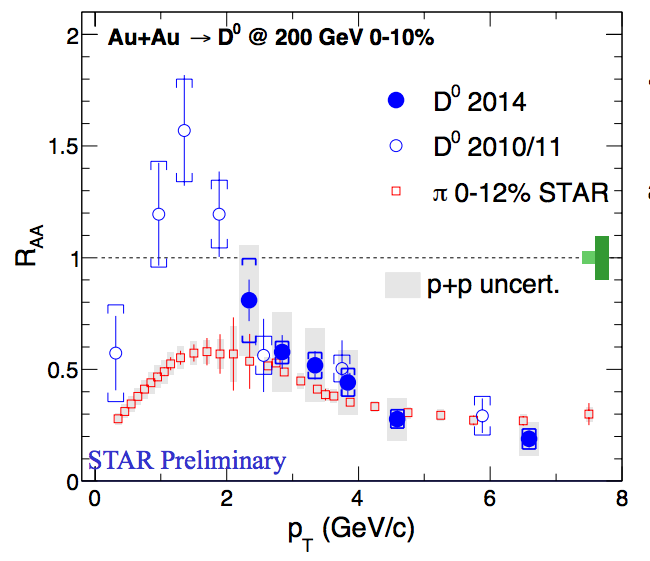 Au+Au → D⁰ @ 200 GeV 0-10%
D⁰ 2014
D⁰ 2010/11
π 0-12% STAR
p+p uncert.
STAR Preliminary
R_AA
2
1.5
1
0.5
0
0 2 4 6 8
p_T (GeV/c)